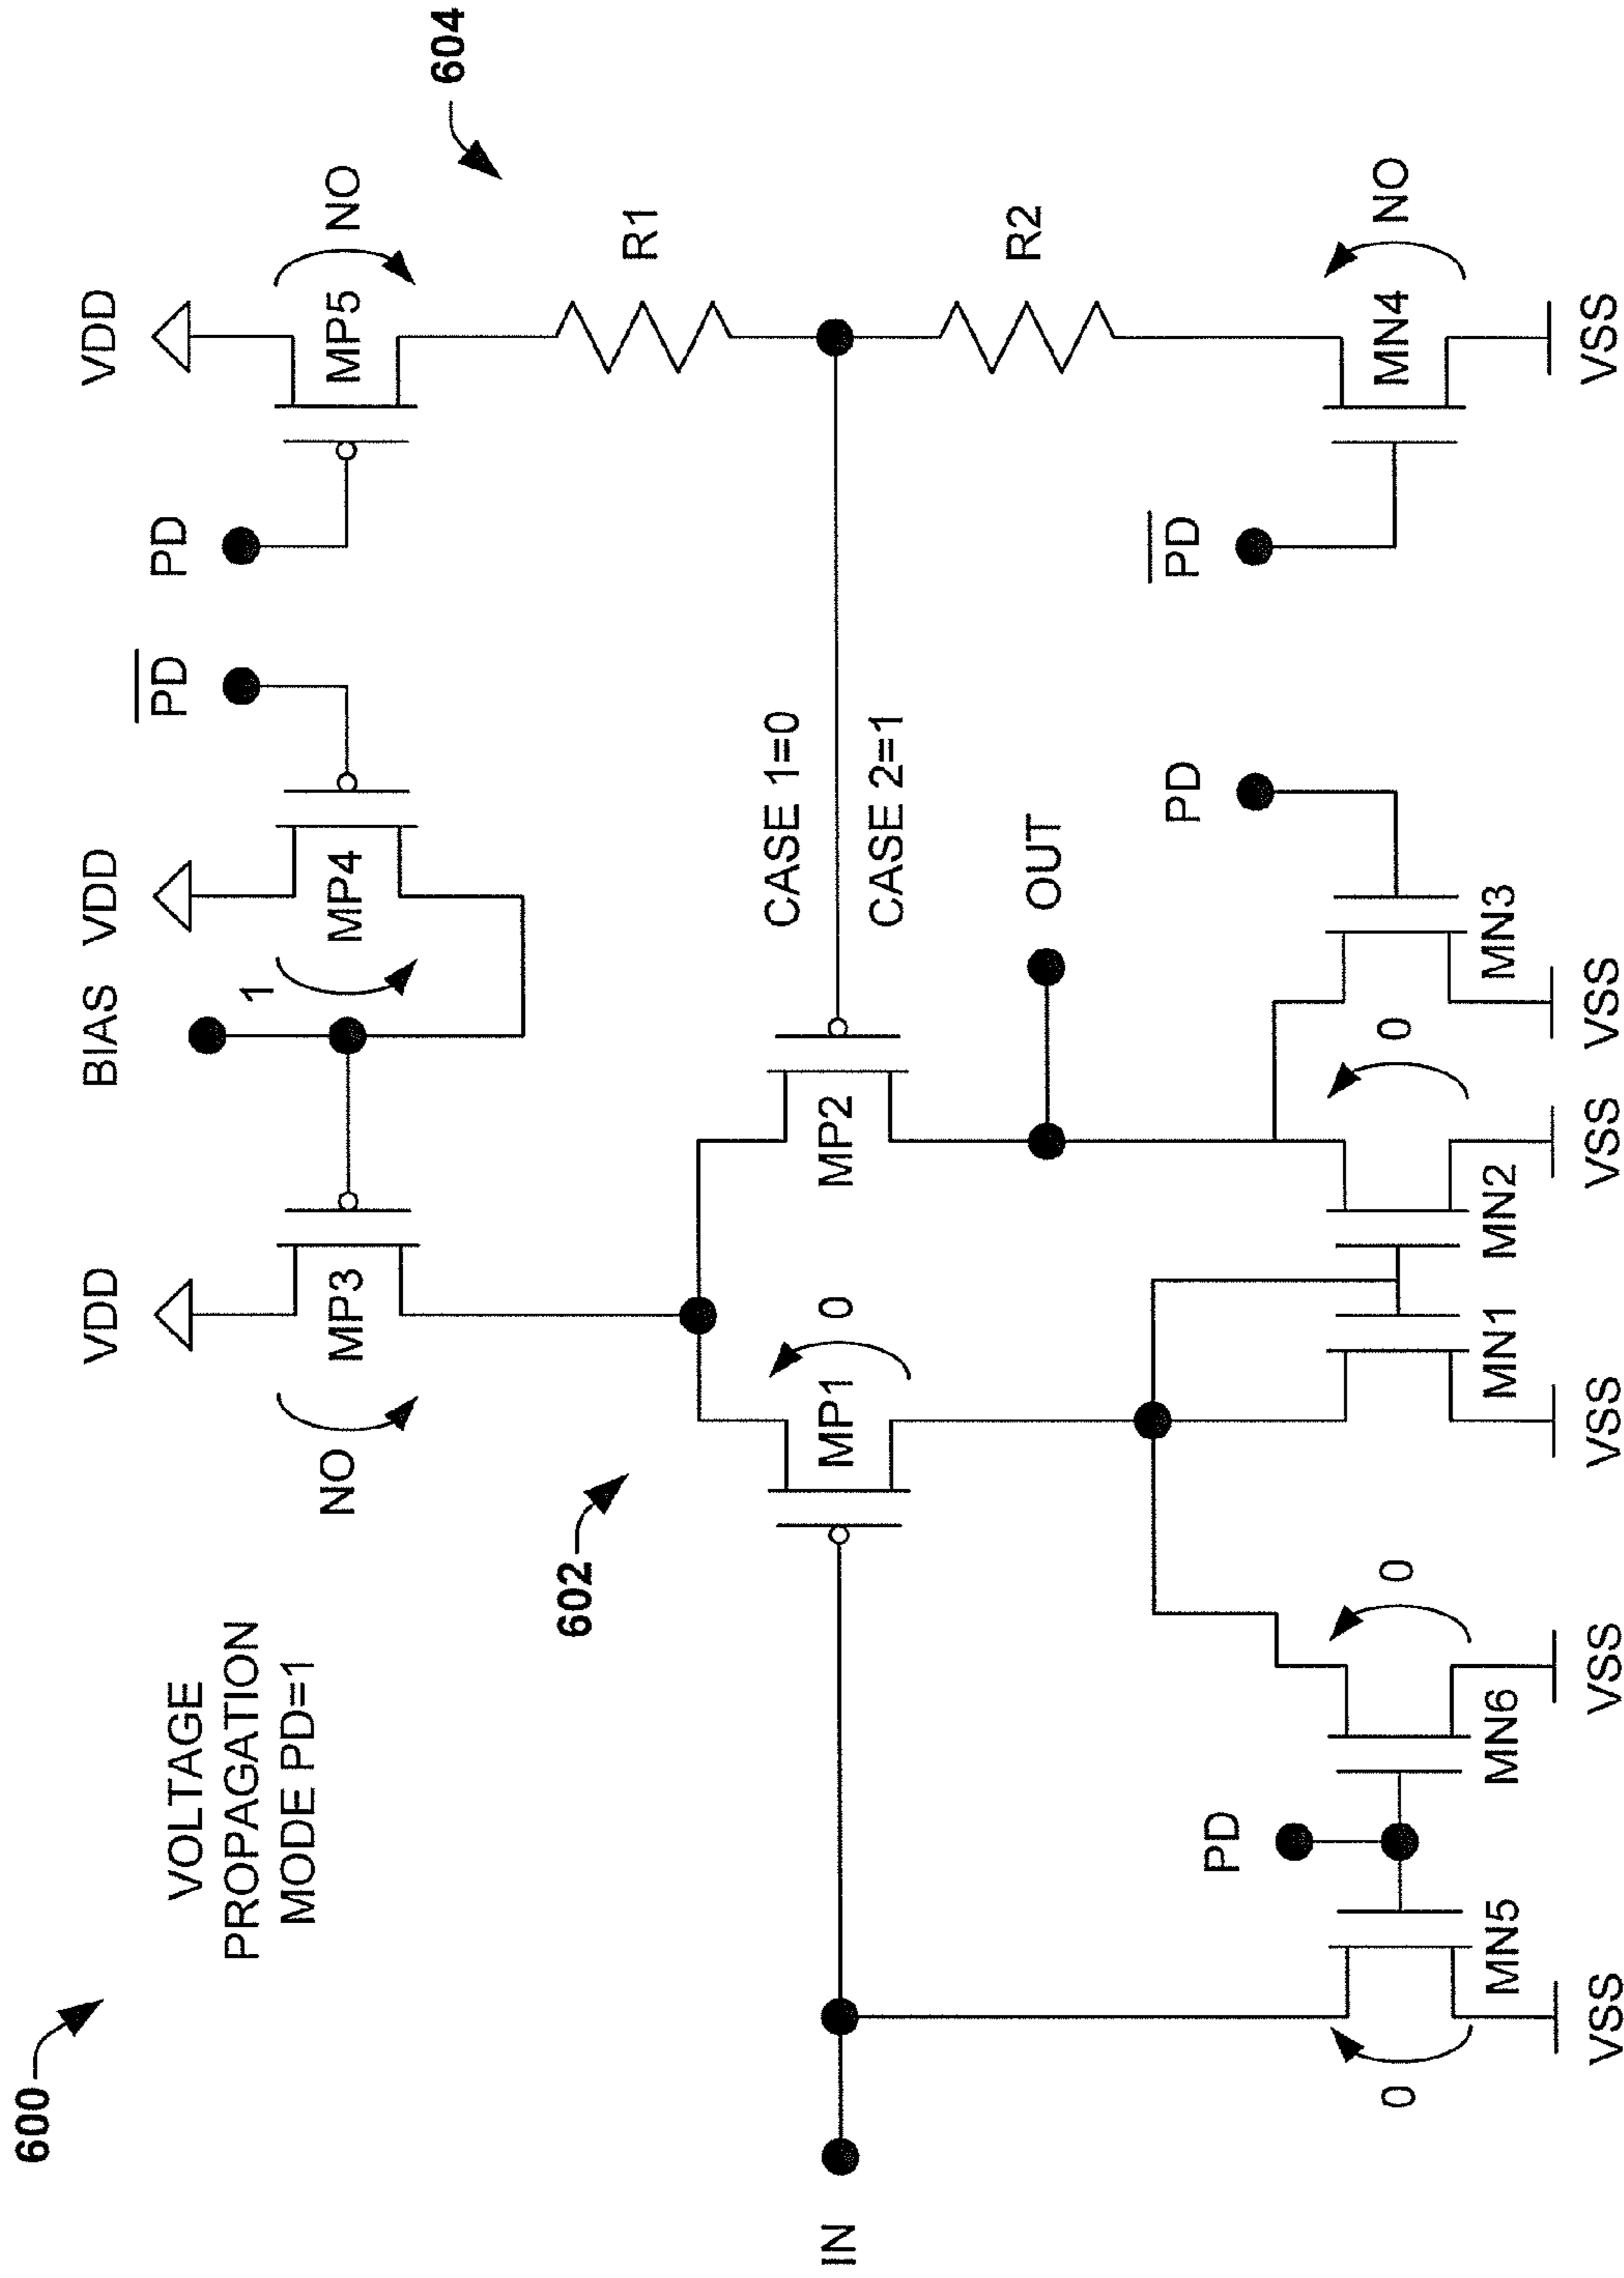 600
VOLTAGE
PROPAGATION
MODE PD=1
602
604
VDD
BIAS
VDD
P̅D̅
PD
VDD
NO
MP3
1
MP4
MP5
NO
R1
CASE 1=0
CASE 2=1
IN
MP1
0
MP2
OUT
R2
PD
PD
P̅D̅
0
MN5
MN6
0
MN1
MN2
0
MN3
MN4
NO
VSS
VSS
VSS
VSS
VSS
VSS